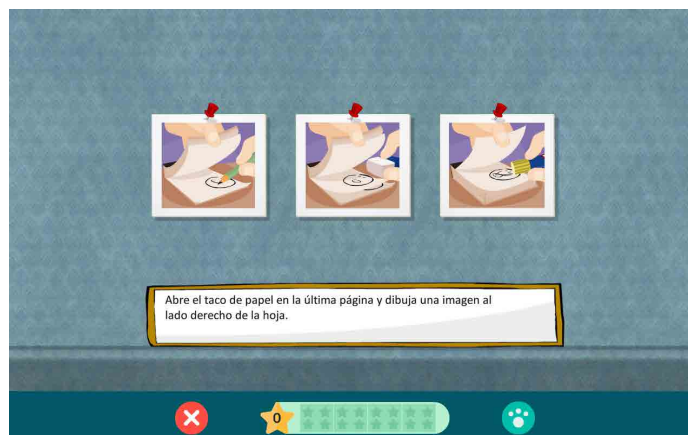 Abre el taco de papel en la última página y dibuja una imagen al
lado derecho de la hoja.
0